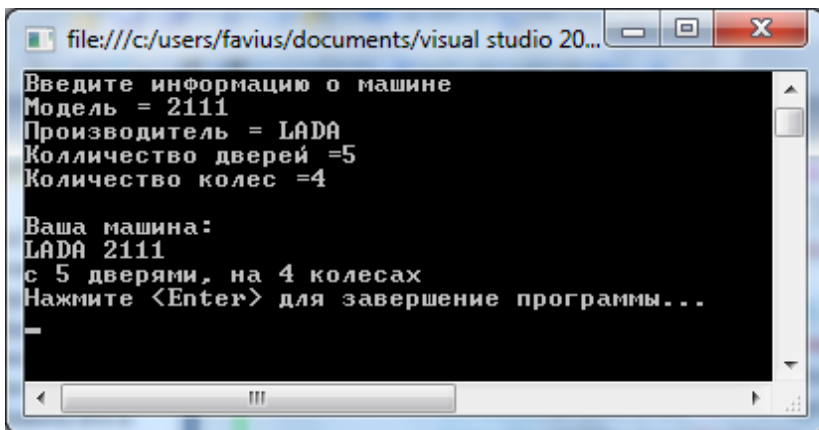 file:///c:/users/favius/documents/visual studio 20...
Введите информацию о машине
Модель = 2111
Производитель = LADA
Колличество дверей =5
Количество колес =4
Ваша машина:
LADA 2111
с 5 дверями, на 4 колесах
Нажмите <Enter> для завершение программы...